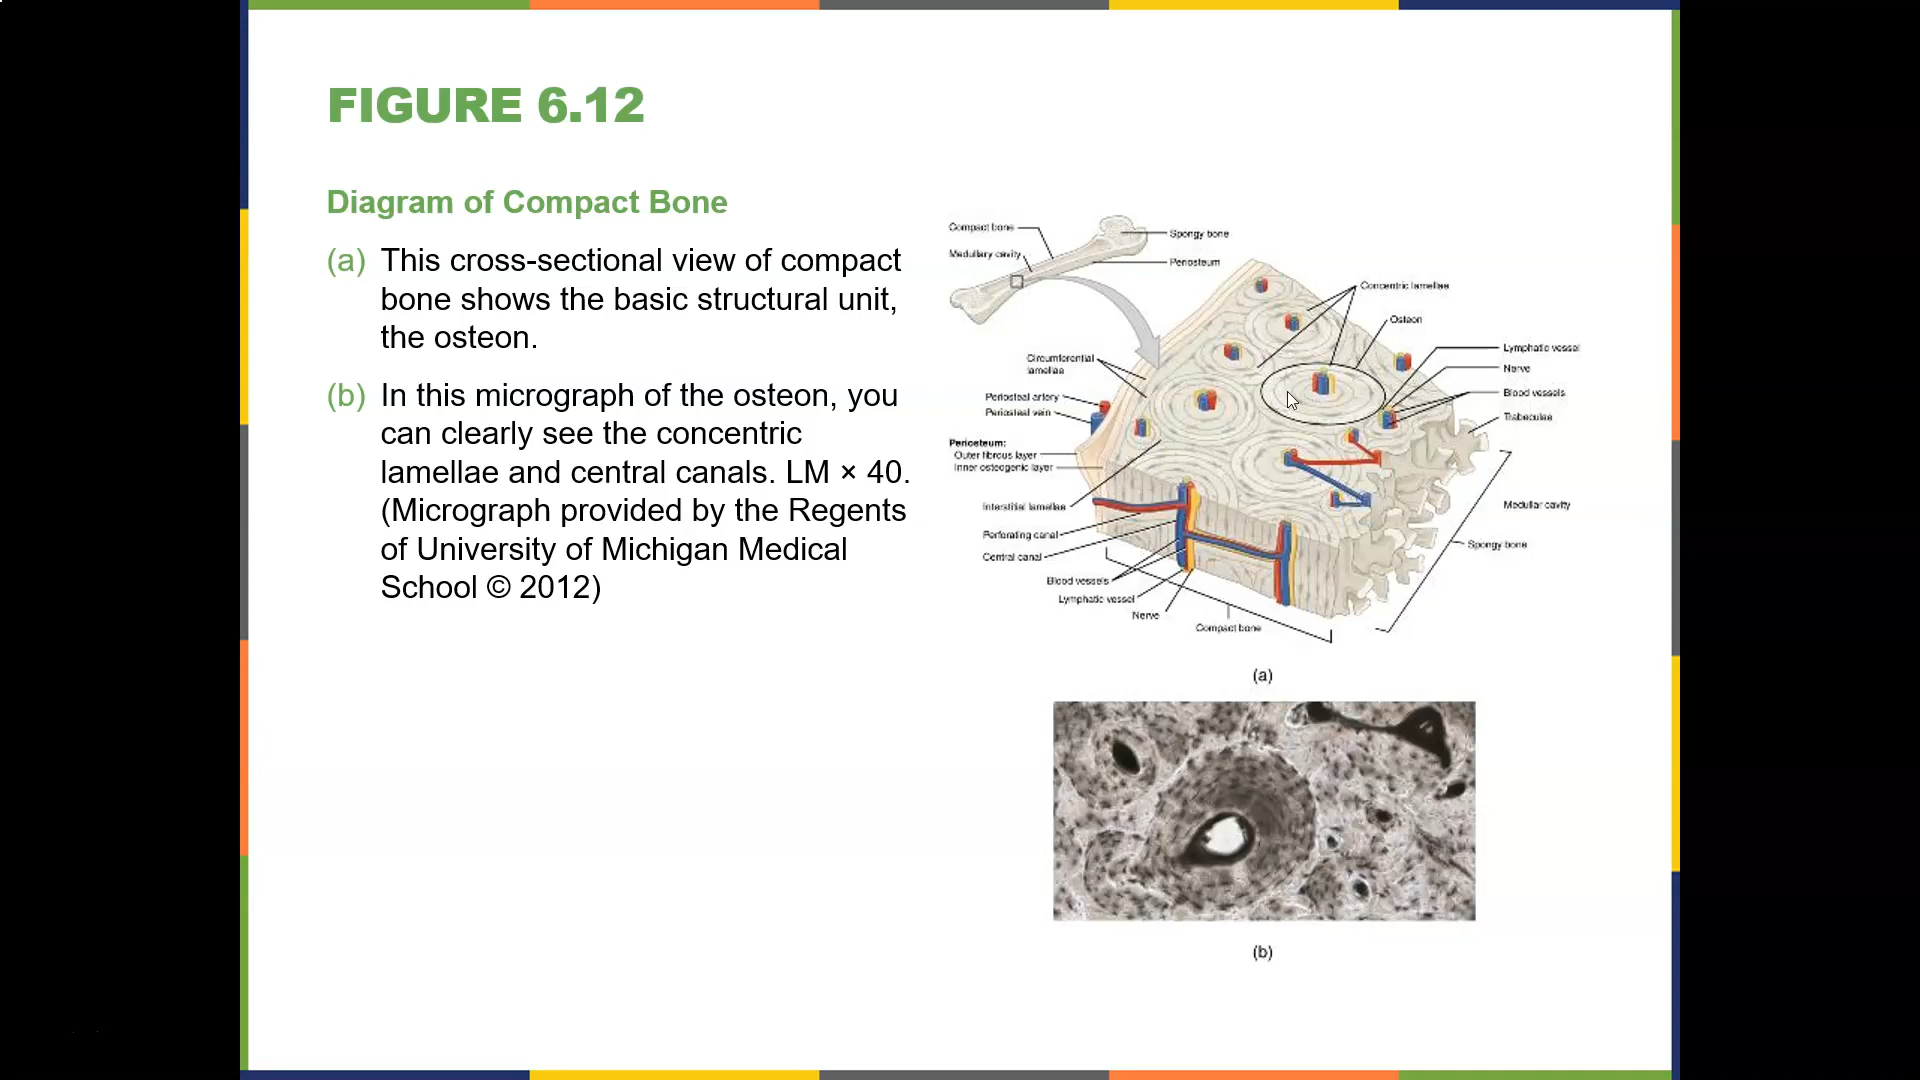 FIGURE 6.12
Diagram of Compact Bone
(a) This cross-sectional view of compact
bone shows the basic structural unit,
the osteon.
(b) In this micrograph of the osteon, you
can clearly see the concentric
lamellae and central canals. LM × 40.
(Micrograph provided by the Regents
of University of Michigan Medical
School © 2012)
Compact bone
Medullary cavity
Spongy bone
Periosteum
Concentric lamellae
Osteon
Lymphatic vessel
Nerve
Blood vessels
Trabeculae
Circumferential
lamellae
Periosteal artery
Periosteal vein
Periosteum:
Outer fibrous layer
Inner osteogenic layer
Interstitial lamellae
Perforating canal
Central canal
Blood vessels
Lymphatic vessel
Nerve
Compact bone
Medullar cavity
Spongy bone
(a)
(b)